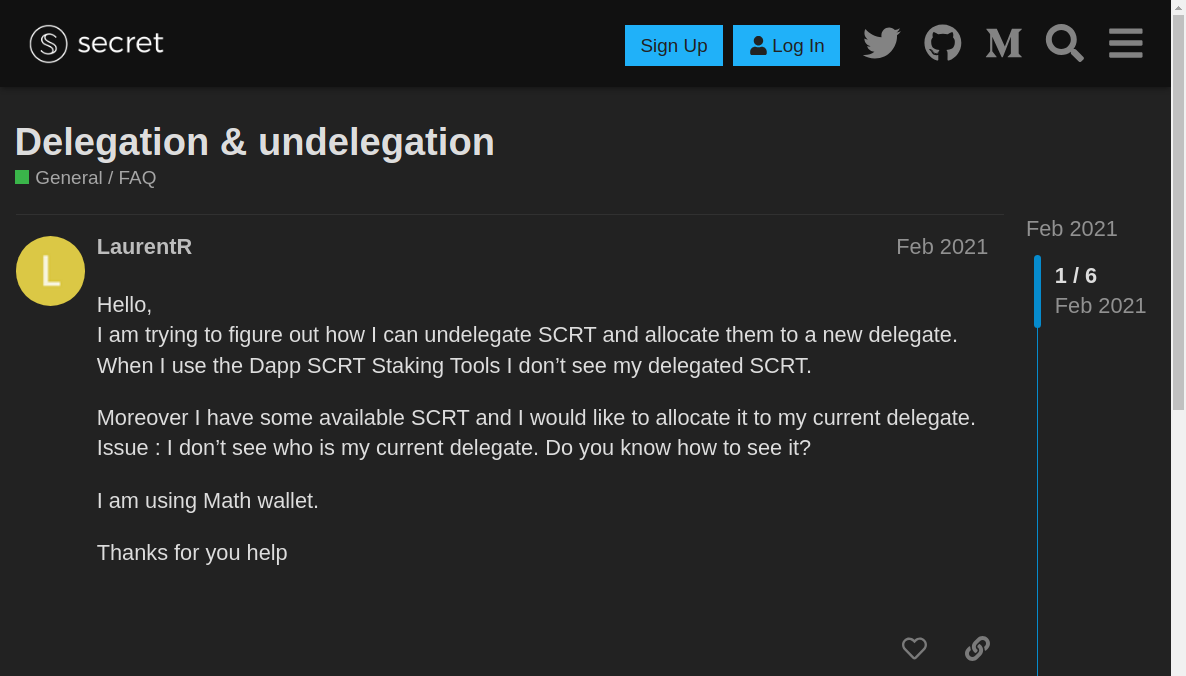 secret
Sign Up
Log In
Delegation & undelegation
General / FAQ
L
LaurentR
Feb 2021
Hello,
I am trying to figure out how I can undelegate SCRT and allocate them to a new delegate.
When I use the Dapp SCRT Staking Tools I don’t see my delegated SCRT.
Moreover I have some available SCRT and I would like to allocate it to my current delegate.
Issue : I don’t see who is my current delegate. Do you know how to see it?
I am using Math wallet.
Thanks for you help
Feb 2021
1 / 6
Feb 2021